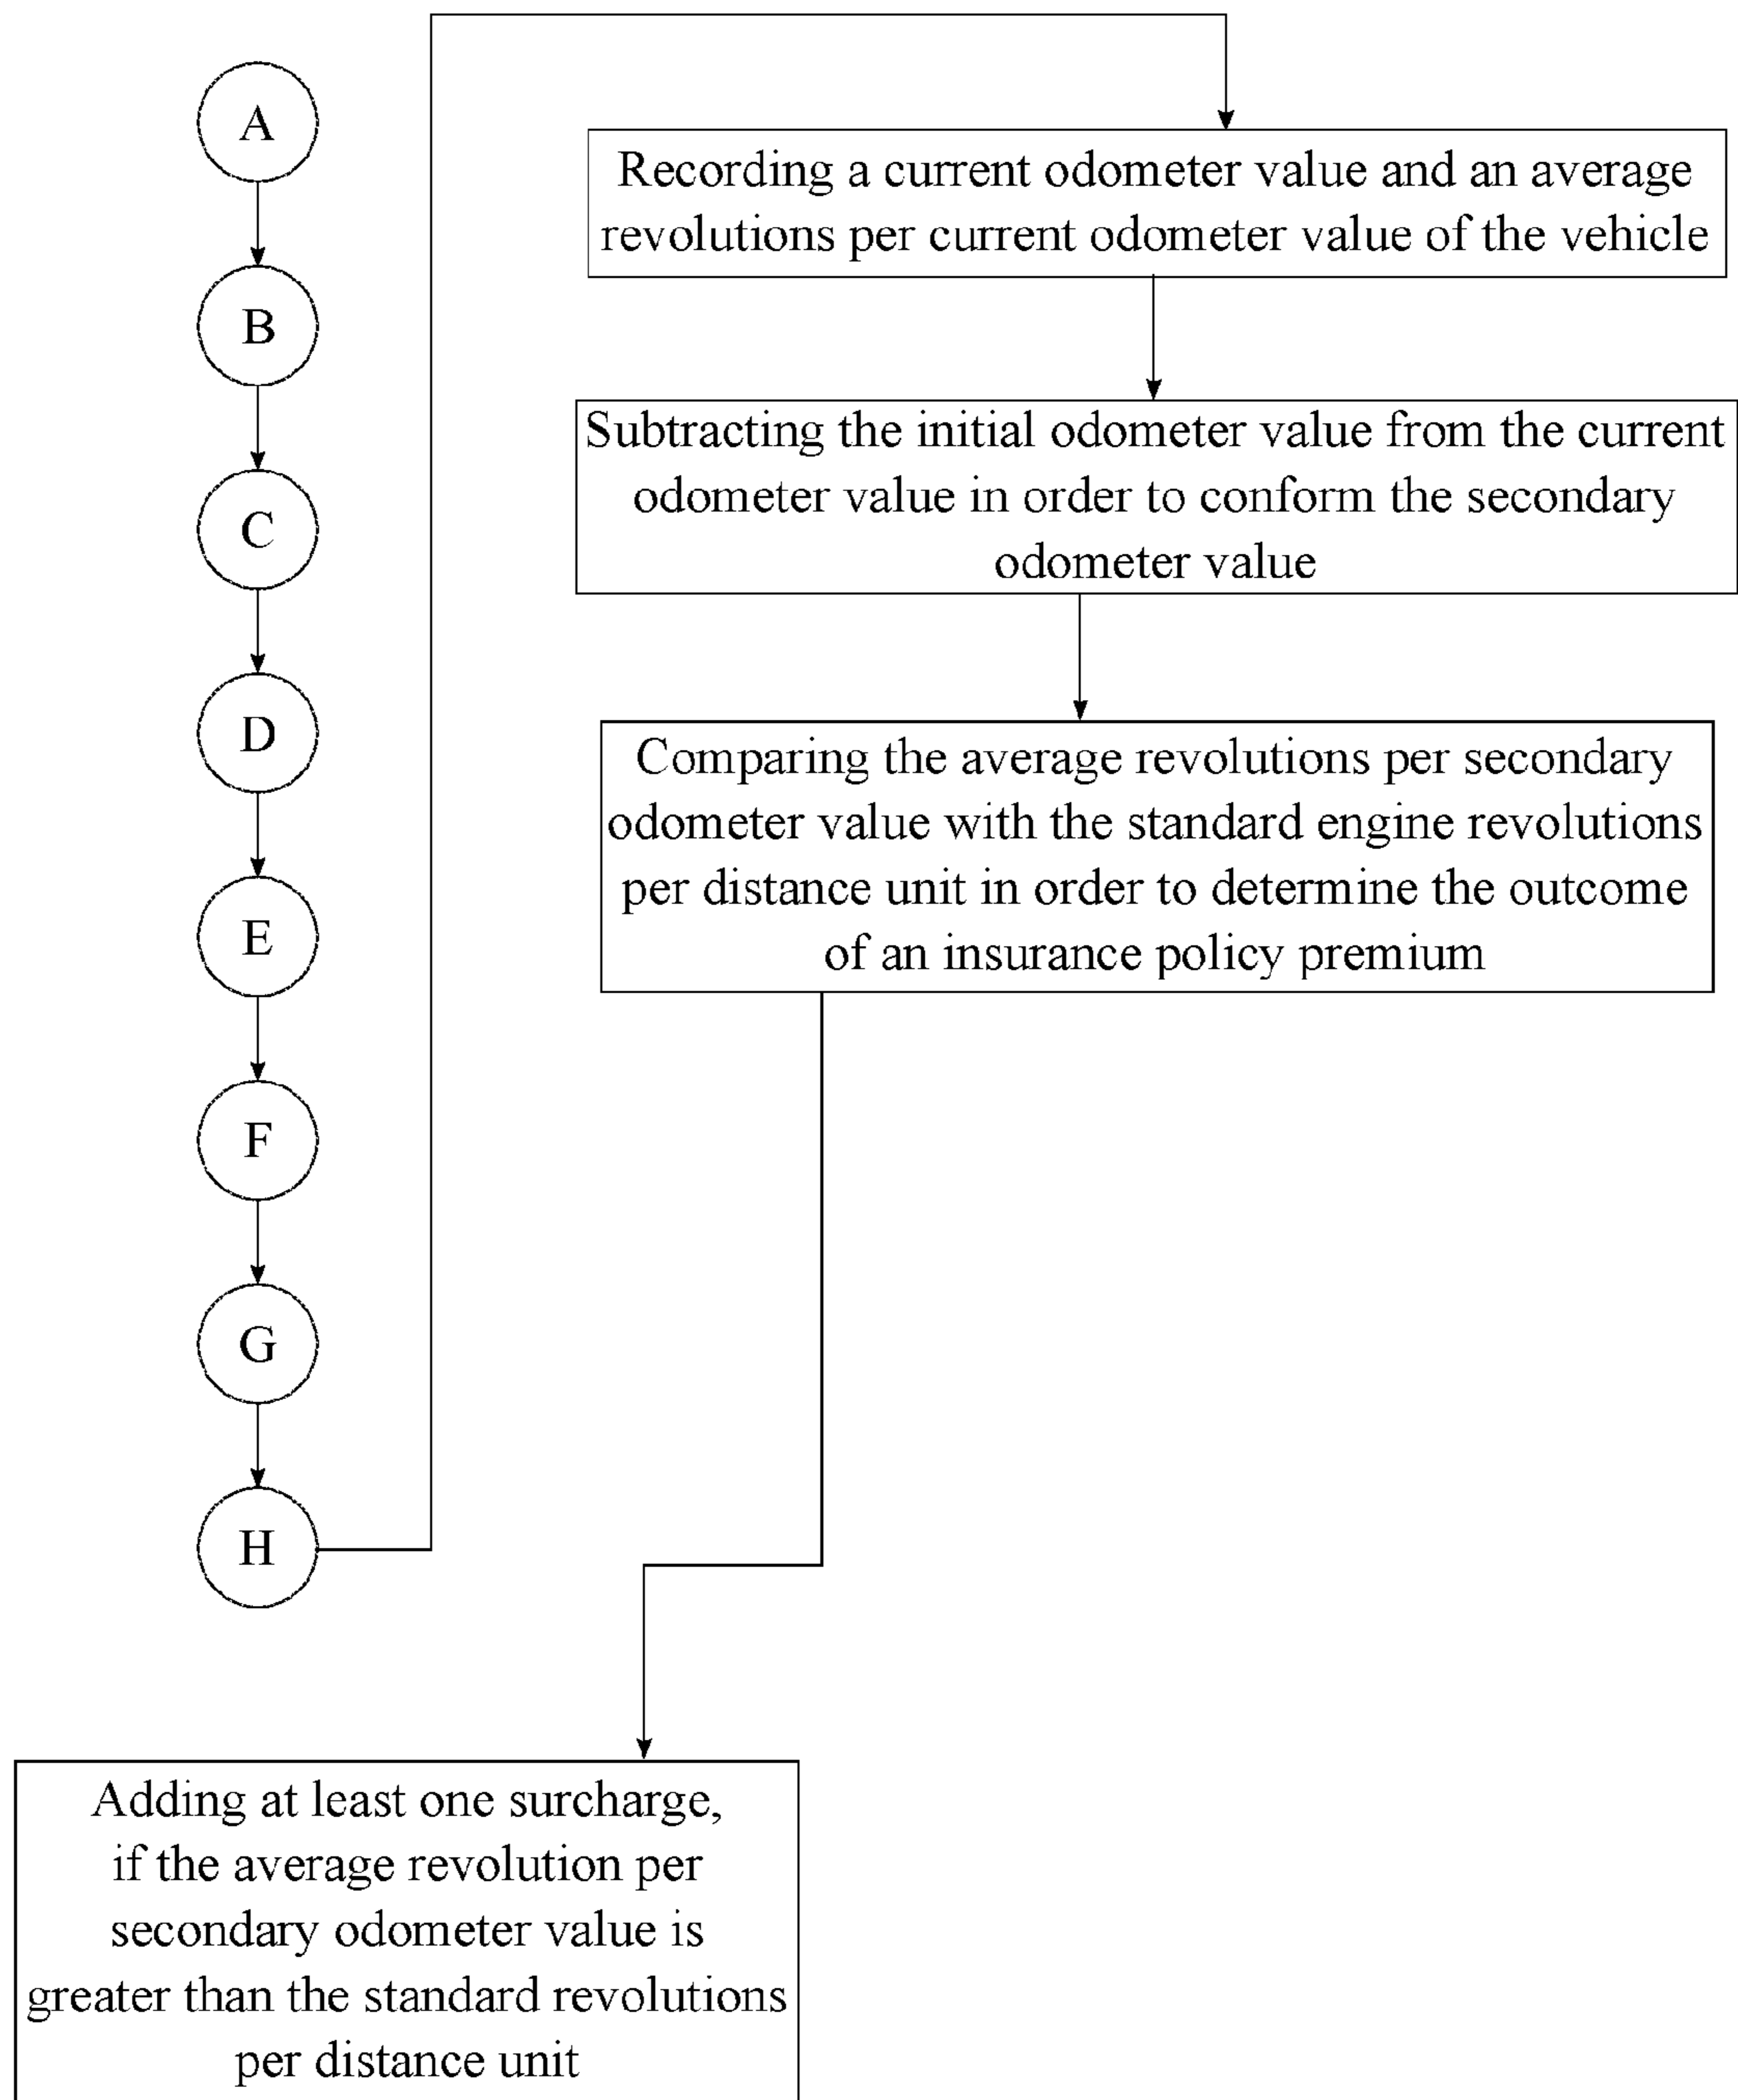 A
B
C
D
E
F
G
H
Recording a current odometer value and an average
revolutions per current odometer value of the vehicle
Subtracting the initial odometer value from the current
odometer value in order to conform the secondary
odometer value
Comparing the average revolutions per secondary
odometer value with the standard engine revolutions
per distance unit in order to determine the outcome
of an insurance policy premium
Adding at least one surcharge,
if the average revolution per
secondary odometer value is
greater than the standard revolutions
per distance unit